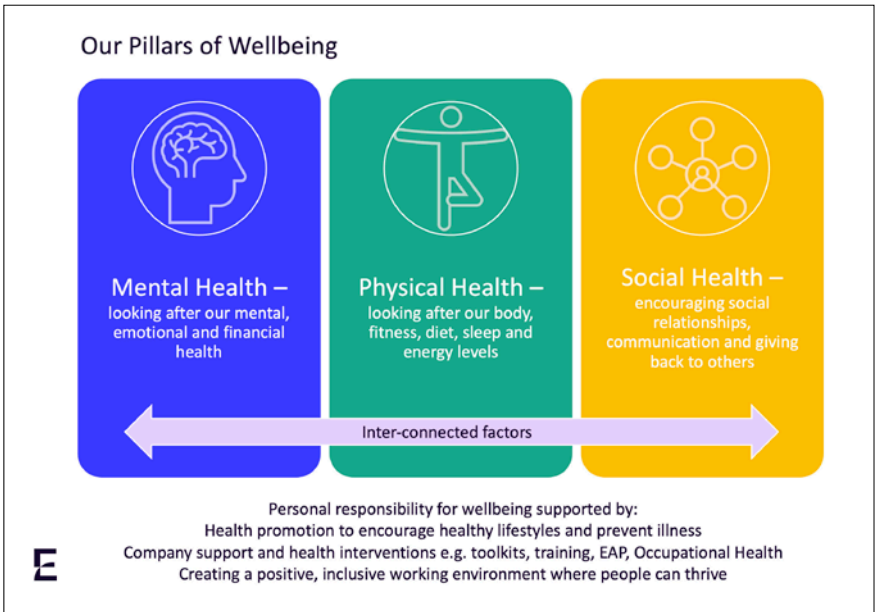 Our Pillars of Wellbeing
Mental Health –
looking after our mental,
emotional and financial
health
Physical Health –
looking after our body,
fitness, diet, sleep and
energy levels
Social Health –
encouraging social
relationships,
communication and giving
back to others
Inter-connected factors
Personal responsibility for wellbeing supported by:
Health promotion to encourage healthy lifestyles and prevent illness
Company support and health interventions e.g. toolkits, training, EAP, Occupational Health
Creating a positive, inclusive working environment where people can thrive
E